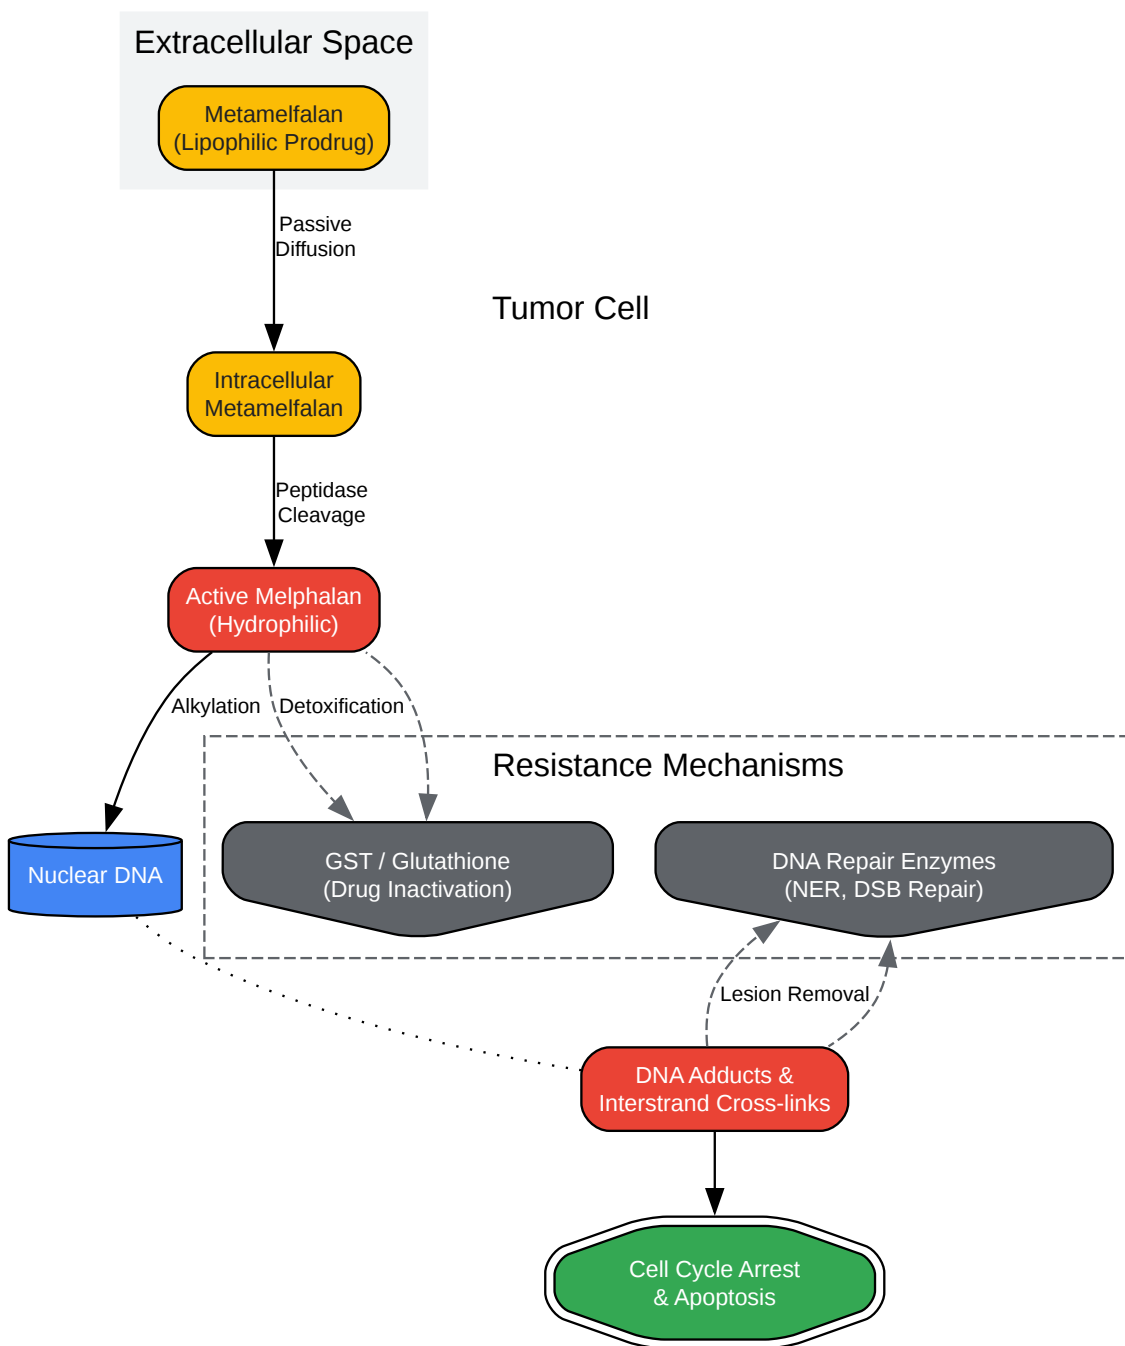 Extracellular Space
Metamelfalan
(Lipophilic Prodrug)
Passive
Diffusion
Tumor Cell
Intracellular
Metamelfalan
Peptidase
Cleavage
Active Melphalan
(Hydrophilic)
Alkylation
Detoxification
Resistance Mechanisms
Nuclear DNA
GST / Glutathione
(Drug Inactivation)
DNA Repair Enzymes
(NER, DSB Repair)
Lesion Removal
DNA Adducts &
Interstrand Cross-links
Cell Cycle Arrest
& Apoptosis